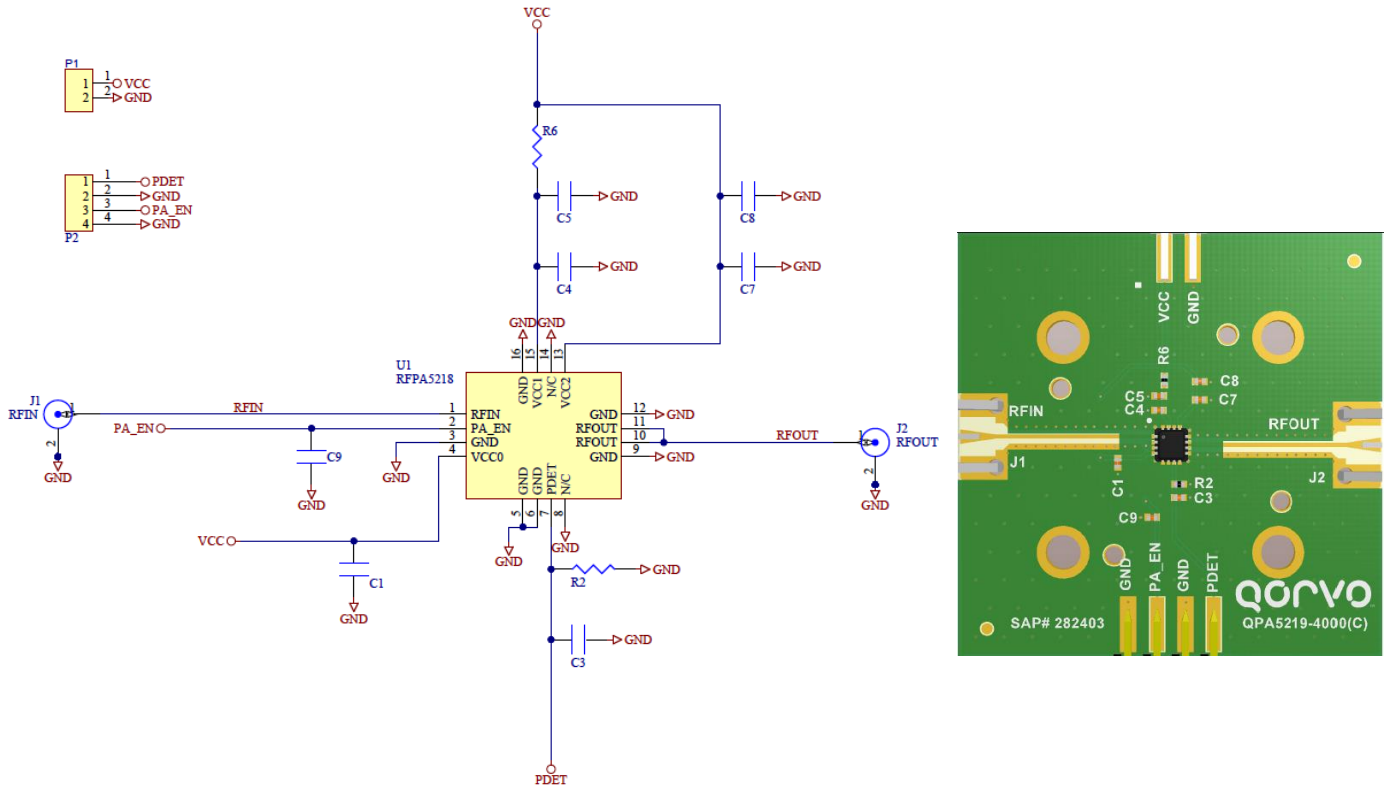 VCC
P1
1
1
VCC
2
2
GND
R6
1
1
PDET
2
2
GND
3
3
PA_EN
4
4
GND
P2
GND
C5
GND
C8
GND
C4
GND
C7
GND GND
16
15
14
13
U1
RFPA5218
GND
VCC1
N/C
VCC2
J1
RFIN
1
2
GND
RFIN
PA_EN
C9
GND
1
RFIN
2
PA_EN
3
GND
4
VCC0
GND
GND
12
GND
RFOUT
11
RFOUT
10
GND
9
GND
RFOUT
1
J2
RFOUT
2
GND
GND
GND
PDET
N/C
5
6
7
8
GND
GND
VCC
C1
GND
R2
GND
C3
GND
PDET
VCC
GND
R6
C8
C5
C7
C4
RFIN
RFOUT
J1
J2
C1
R2
C3
C9
GND
PA_EN
GND
PDET
QORVO
SAP# 282403
QPA5219-4000(C)